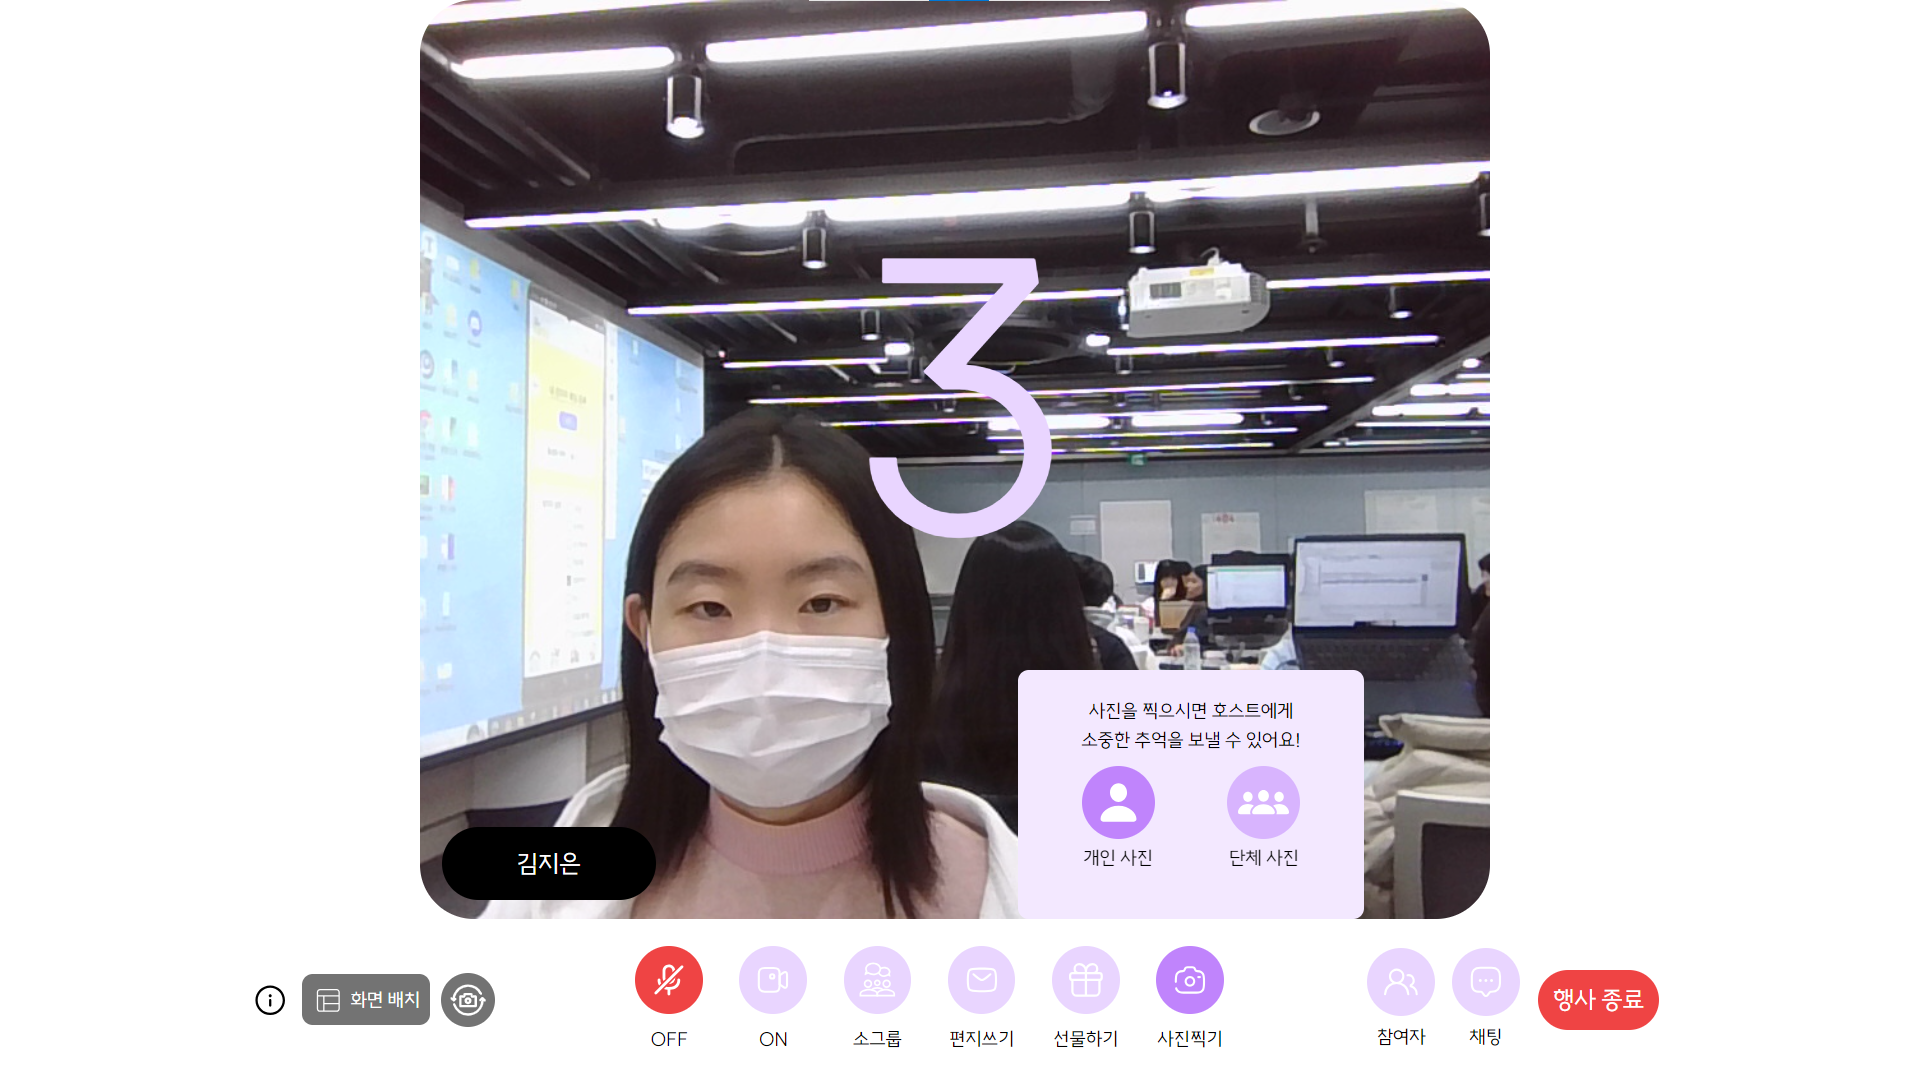 3
김지은
사진을 찍으시면 호스트에게
소중한 추억을 보낼 수 있어요!
개인 사진
단체 사진
화면 배치
OFF
ON
소그룹
편지쓰기
선물하기
사진찍기
참여자
채팅
행사 종료